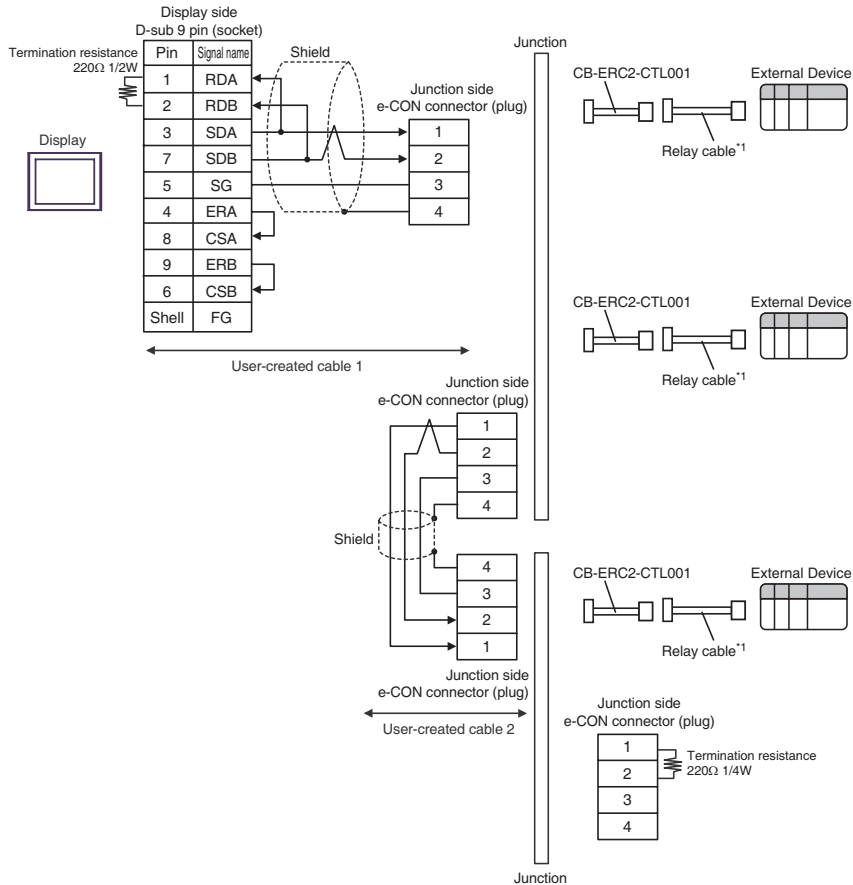 Display side
D-sub 9 pin (socket)
Termination resistance
220Ω 1/2W
Pin Signal name
1 RDA
2 RDB
3 SDA
7 SDB
5 SG
4 ERA
8 CSA
9 ERB
6 CSB
Shell FG
Display
Shield
Junction side
e-CON connector (plug)
1
2
3
4
User-created cable 1
Junction
CB-ERC2-CTL001
External Device
Relay cable*1
CB-ERC2-CTL001
External Device
Relay cable*1
Junction side
e-CON connector (plug)
1
2
3
4
Shield
4
3
2
1
Junction side
e-CON connector (plug)
User-created cable 2
CB-ERC2-CTL001
External Device
Relay cable*1
Junction side
e-CON connector (plug)
1
2
3
4
Termination resistance
220Ω 1/4W
Junction